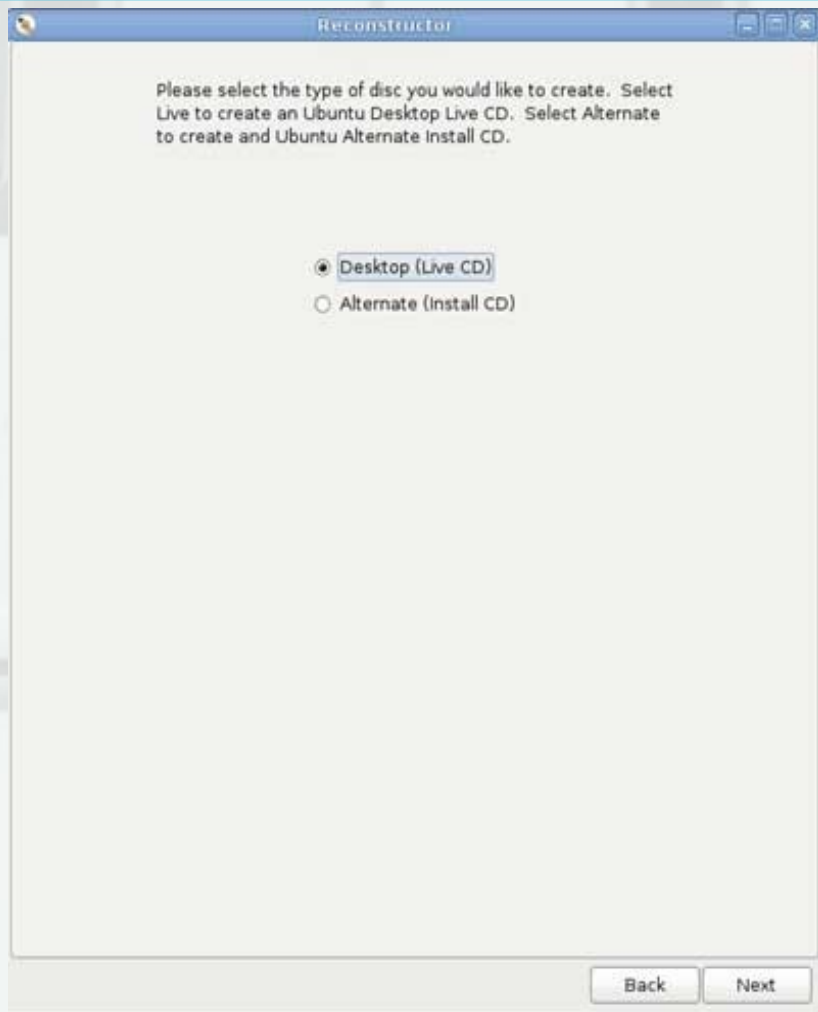 Reconstructor
Please select the type of disc you would like to create.  Select
Live to create an Ubuntu Desktop Live CD.  Select Alternate
to create and Ubuntu Alternate Install CD.
Desktop (Live CD)
Alternate (Install CD)
Back
Next